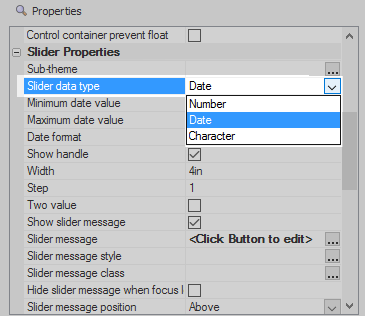 Properties
Control container prevent float
Slider Properties
Sub-theme ...
Slider data type Date
Minimum date value Number
Maximum date value Date
Date format Character
Show handle
Width 4in
Step 1
Two value
Show slider message
Slider message <Click Button to edit> ...
Slider message style ...
Slider message class ...
Hide slider message when focus
Slider message position Above